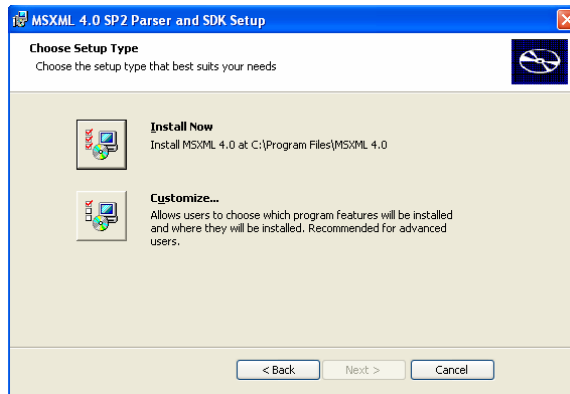 MSXML 4.0 SP2 Parser and SDK Setup
Choose Setup Type
Choose the setup type that best suits your needs
Install Now
Install MSXML 4.0 at C:\Program Files\MSXML 4.0
Customize...
Allows users to choose which program features will be installed
and where they will be installed. Recommended for advanced
users.
< Back
Next >
Cancel